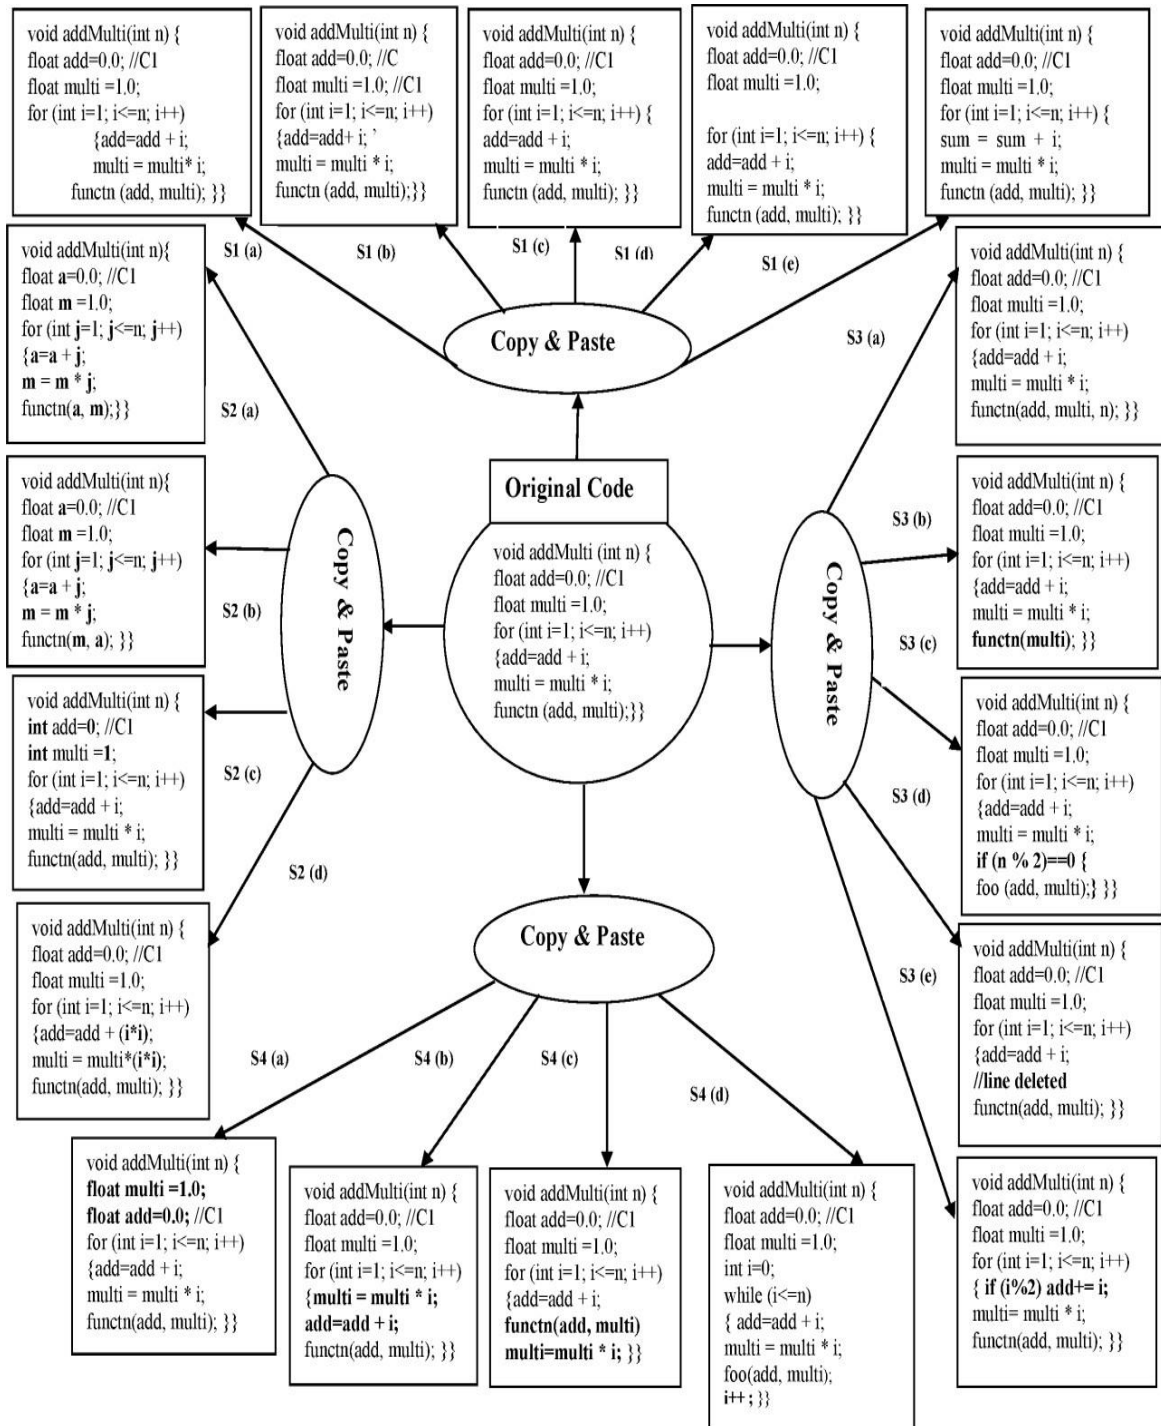 void addMulti(int n) {
float add=0.0; //C1
float multi =1.0;
for (int i=1; i<=n; i++)
{add=add + i;
multi = multi* i;
functn (add, multi); }}
void addMulti(int n) {
float add=0.0; //C
float multi =1.0; //C1
for (int i=1; i<=n; i++)
{add=add+ i; '
multi = multi * i;
functn (add, multi);}}
void addMulti(int n) {
float add=0.0; //C1
float multi =1.0;
for (int i=1; i<=n; i++) {
add=add + i;
multi = multi * i;
functn (add, multi); }}
void addMulti(int n) {
float add=0.0; //C1
float multi =1.0;
for (int i=1; i<=n; i++) {
add=add + i;
multi = multi * i;
functn (add, multi); }}
void addMulti(int n) {
float add=0.0; //C1
float multi =1.0;
for (int i=1; i<=n; i++) {
sum = sum + i;
multi = multi * i;
functn (add, multi); }}
S1 (a)
S1 (b)
S1 (c)
S1 (d)
S1 (e)
Copy & Paste
void addMulti(int n){
float a=0.0; //C1
float m =1.0;
for (int j=1; j<=n; j++)
{a=a + j;
m = m * j;
functn(a, m);}}
S2 (a)
void addMulti(int n){
float a=0.0; //C1
float m =1.0;
for (int j=1; j<=n; j++)
{a=a + j;
m = m * j;
functn(m, a); }}
S2 (b)
void addMulti(int n) {
int add=0; //C1
int multi =1;
for (int i=1; i<=n; i++)
{add=add + i;
multi = multi * i;
functn(add, multi); }}
S2 (c)
void addMulti(int n) {
float add=0.0; //C1
float multi =1.0;
for (int i=1; i<=n; i++)
{add=add + (i*i);
multi = multi*(i*i);
functn(add, multi); }}
S2 (d)
Copy & Paste
Original Code
void addMulti (int n) {
float add=0.0; //C1
float multi =1.0;
for (int i=1; i<=n; i++)
{add=add + i;
multi = multi * i;
functn (add, multi);}}
Copy & Paste
S3 (a)
void addMulti(int n) {
float add=0.0; //C1
float multi =1.0;
for (int i=1; i<=n; i++)
{add=add + i;
multi = multi * i;
functn(add, multi, n); }}
S3 (b)
void addMulti(int n) {
float add=0.0; //C1
float multi =1.0;
for (int i=1; i<=n; i++)
{add=add + i;
multi = multi * i;
functn(multi); }}
S3 (c)
void addMulti(int n) {
float add=0.0; //C1
float multi =1.0;
for (int i=1; i<=n; i++)
{add=add + i;
multi = multi * i;
if (n % 2)==0 {
foo (add, multi);} }}
S3 (d)
void addMulti(int n) {
float add=0.0; //C1
float multi =1.0;
for (int i=1; i<=n; i++)
{add=add + i;
//line deleted
functn(add, multi); }}
S3 (e)
void addMulti(int n) {
float add=0.0; //C1
float multi =1.0;
for (int i=1; i<=n; i++)
{ if (i%2) add+= i;
multi= multi * i;
functn(add, multi); }}
Copy & Paste
S4 (a)
S4 (b)
S4 (c)
S4 (d)
void addMulti(int n) {
float multi =1.0;
float add=0.0; //C1
for (int i=1; i<=n; i++)
{add=add + i;
multi = multi * i;
functn(add, multi); }}
void addMulti(int n) {
float add=0.0; //C1
float multi =1.0;
for (int i=1; i<=n; i++)
{multi = multi * i;
add=add + i;
functn(add, multi); }}
void addMulti(int n) {
float add=0.0; //C1
float multi =1.0;
for (int i=1; i<=n; i++)
{add=add + i;
functn(add, multi)
multi=multi * i; }}
void addMulti(int n) {
float add=0.0; //C1
float multi =1.0;
int i=0;
while (i<=n)
{ add=add + i;
multi = multi * i;
foo(add, multi);
i++ ; }}